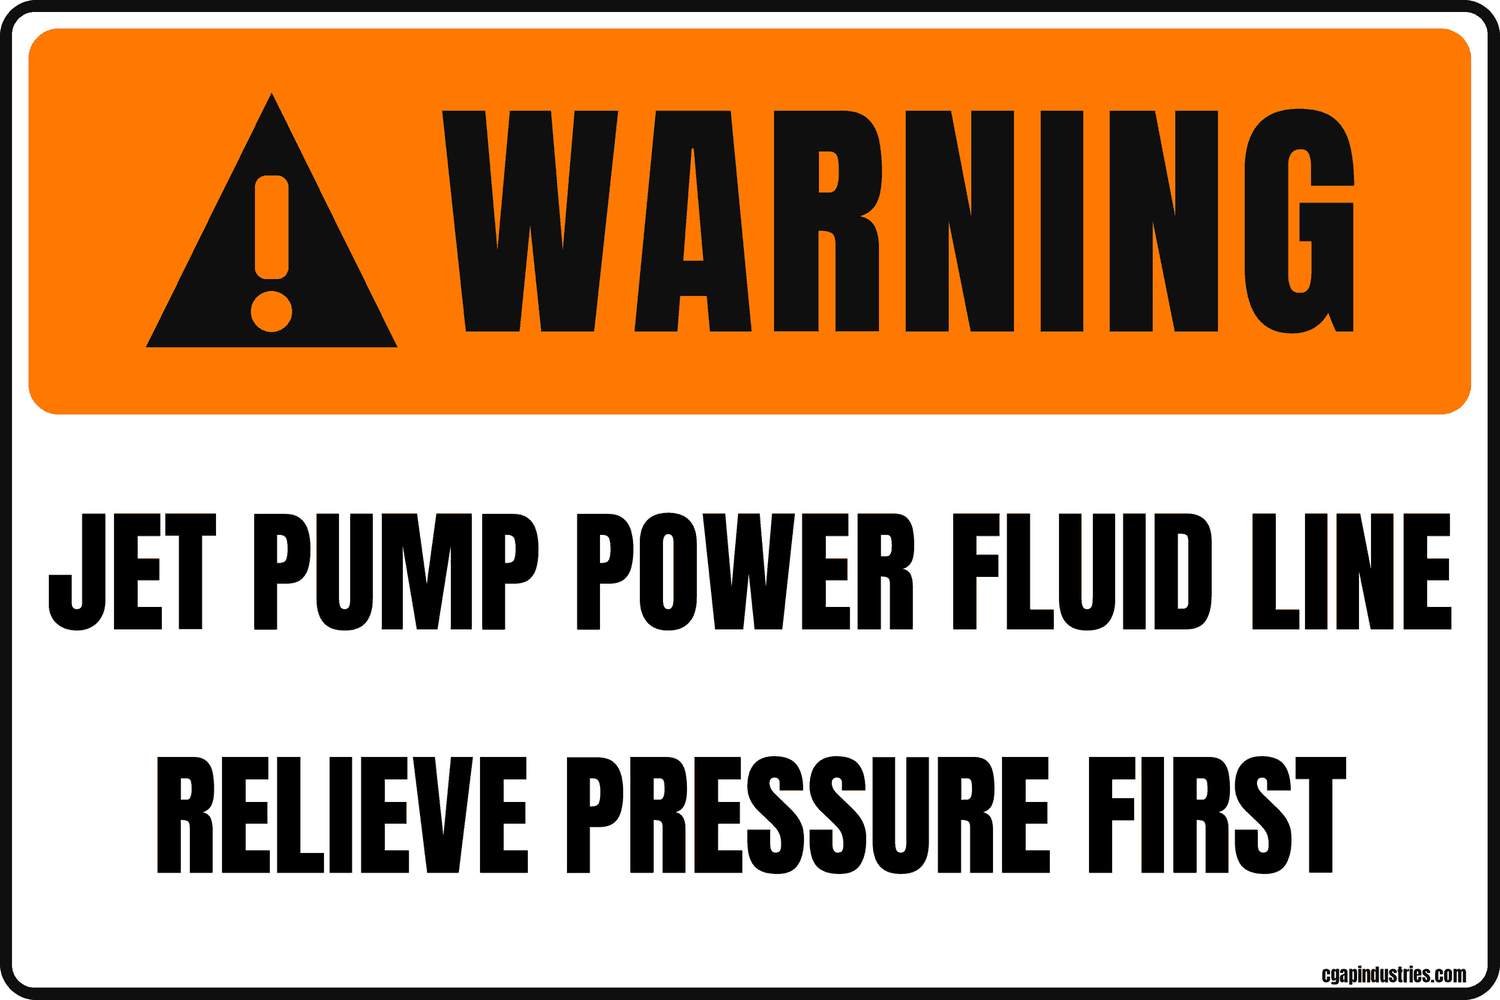 WARNING
JET PUMP POWER FLUID LINE
RELIEVE PRESSURE FIRST
cgapindustries.com